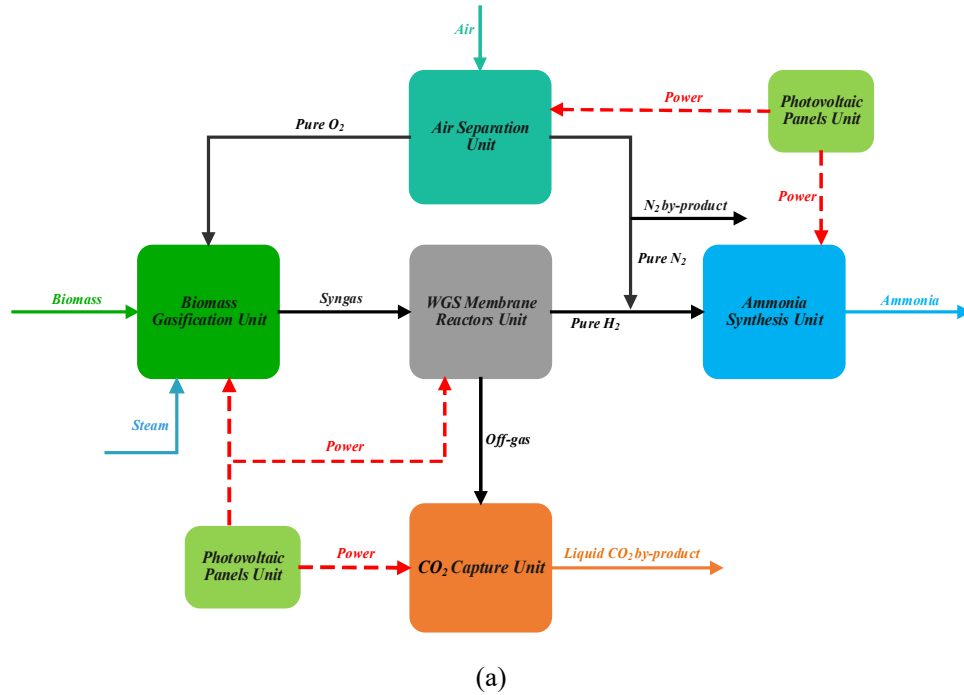 Air
Power
Photovoltaic
Panels Unit
Pure O₂
Air Separation
Unit
Power
N₂ by-product
Pure N₂
Biomass
Biomass
Gasification Unit
Syngas
WGS Membrane
Reactors Unit
Pure H₂
Ammonia
Synthesis Unit
Ammonia
Steam
Power
Off-gas
Photovoltaic
Panels Unit
Power
CO₂ Capture Unit
Liquid CO₂ by-product
(a)